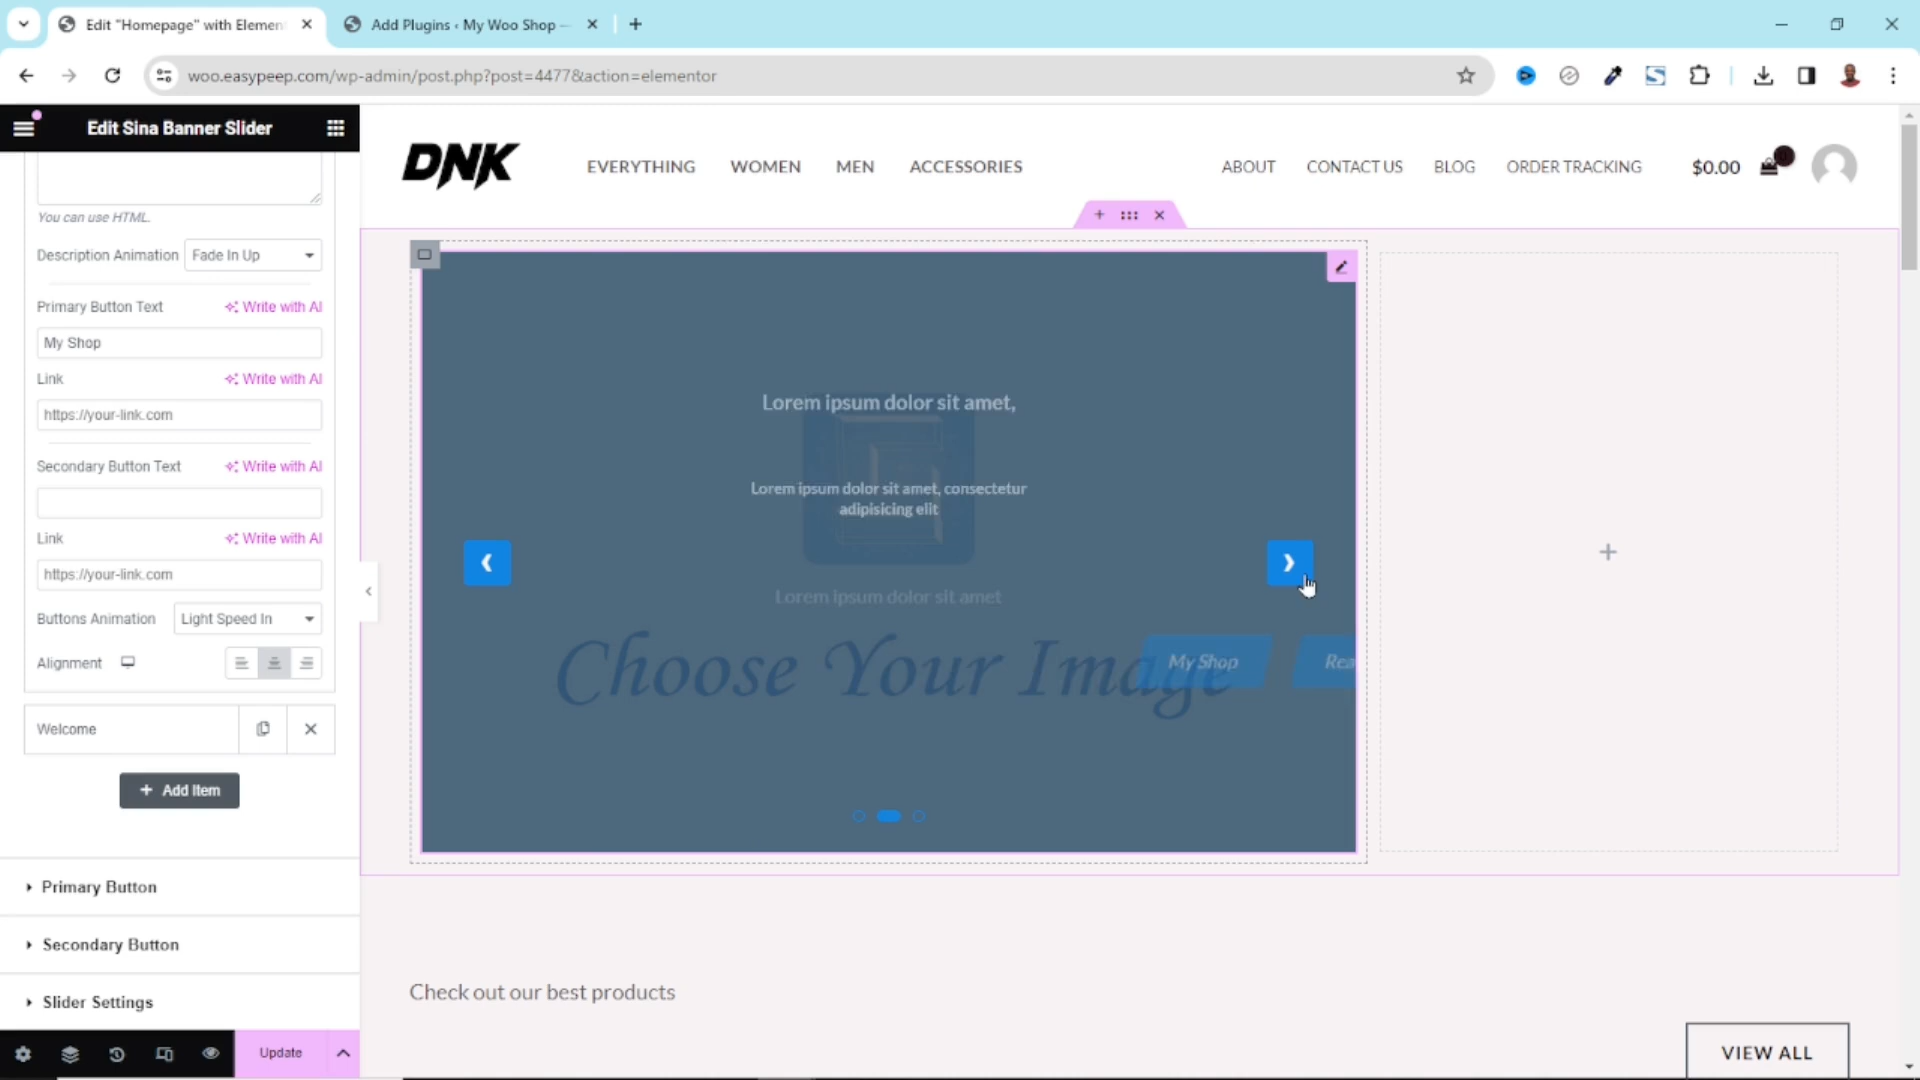 Edit "Homepage" with Elemen
Add Plugins ‹ My Woo Shop —
woo.easypeep.com/wp-admin/post.php?post=4477&action=elementor
Edit Sina Banner Slider
You can use HTML.
Description Animation
Fade In Up
Primary Button Text
Write with AI
My Shop
Link
Write with AI
https://your-link.com
Secondary Button Text
Write with AI
Link
Write with AI
https://your-link.com
Buttons Animation
Light Speed In
Alignment
Welcome
+ Add Item
Primary Button
Secondary Button
Slider Settings
Update
DNK
EVERYTHING
WOMEN
MEN
ACCESSORIES
ABOUT
CONTACT US
BLOG
ORDER TRACKING
$0.00
Lorem ipsum dolor sit amet,
Lorem ipsum dolor sit amet, consectetur
adipisicing elit
Lorem ipsum dolor sit amet
Choose Your Image
My Shop
Rea
Check out our best products
VIEW ALL